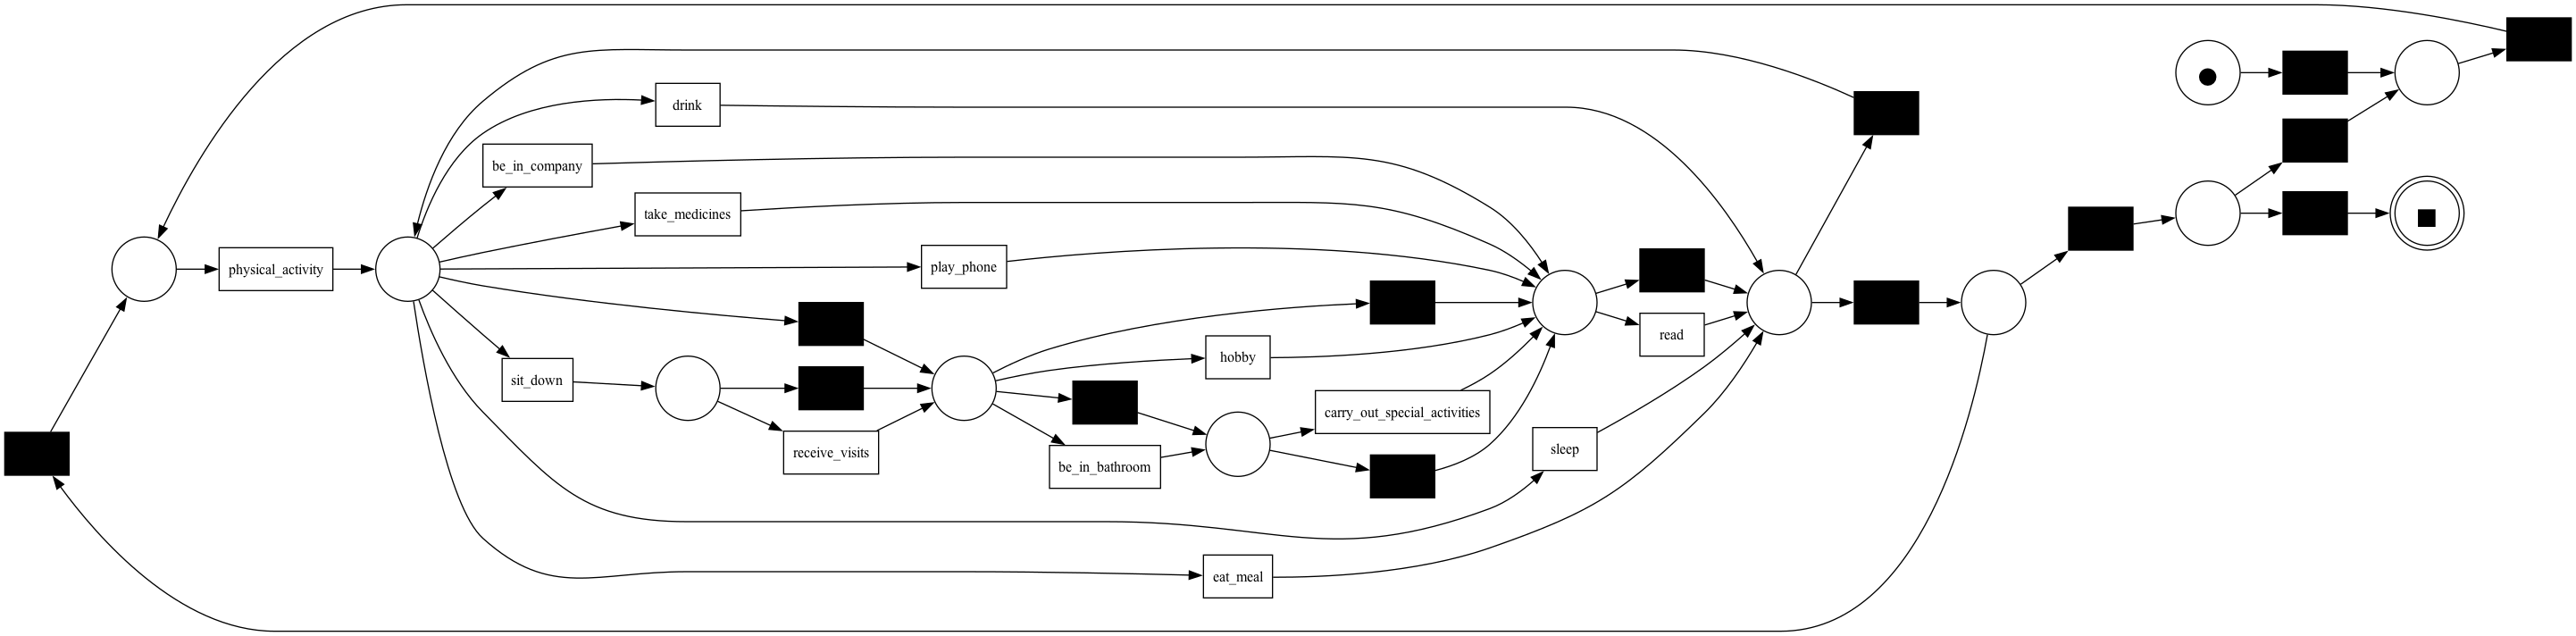 drink
be_in_company
take_medicines
physical_activity
play_phone
read
hobby
sit_down
carry_out_special_activities
receive_visits
sleep
be_in_bathroom
eat_meal